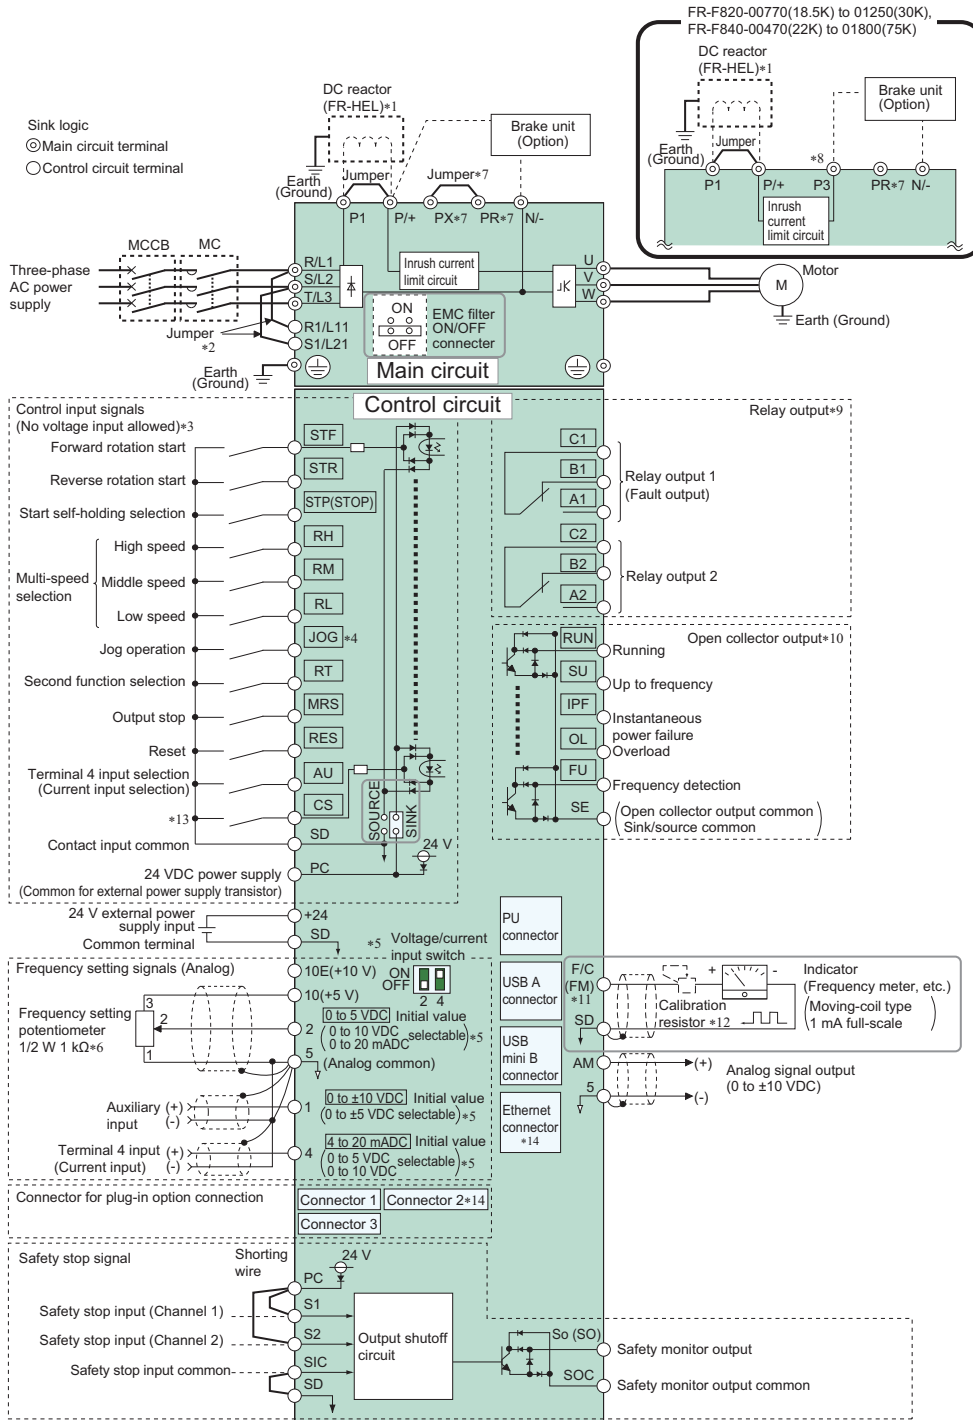 FR-F820-00770(18.5K) to 01250(30K),
FR-F840-00470(22K) to 01800(75K)
DC reactor
(FR-HEL)*1
Brake unit
(Option)
Earth
(Ground)
Jumper
*8
P1
P/+
P3
PR*7
N/-
Inrush
current
limit circuit
Sink logic
Main circuit terminal
Control circuit terminal
DC reactor
(FR-HEL)*1
Brake unit
(Option)
Earth
(Ground)
Jumper
Jumper*7
P1
P/+
PX*7
PR*7
N/-
MCCB
MC
Three-phase
AC power
supply
R/L1
S/L2
T/L3
R1/L11
S1/L21
Jumper
*2
Earth
(Ground)
Inrush current
limit circuit
ON
OFF
EMC filter
ON/OFF
connecter
Main circuit
U
V
W
Motor
M
Earth (Ground)
Control circuit
Control input signals
(No voltage input allowed)*3
Forward rotation start
Reverse rotation start
Start self-holding selection
Multi-speed
selection
High speed
Middle speed
Low speed
Jog operation
Second function selection
Output stop
Reset
Terminal 4 input selection
(Current input selection)
*13
Contact input common
24 VDC power supply
(Common for external power supply transistor)
STF
STR
STP(STOP)
RH
RM
RL
JOG *4
RT
MRS
RES
AU
CS
SD
PC
SOURCE
SINK
24 V
Relay output*9
C1
B1
A1
Relay output 1
(Fault output)
C2
B2
A2
Relay output 2
Open collector output*10
RUN
Running
SU
Up to frequency
IPF
Instantaneous
power failure
OL
Overload
FU
Frequency detection
SE
(Open collector output common
Sink/source common)
24 V external power
supply input
Common terminal
+24
SD
Frequency setting signals (Analog)
*5
Voltage/current
input switch
ON
OFF
2 4
10E(+10 V)
10(+5 V)
Frequency setting
potentiometer
1/2 W 1 kΩ*6
3
2
1
2
0 to 5 VDC Initial value
(0 to 10 VDC
0 to 20 mADC selectable)*5
5
(Analog common)
Auxiliary
input
(+)
(-)
1
0 to ±10 VDC Initial value
(0 to ±5 VDC selectable)*5
Terminal 4 input
(Current input)
(+)
(-)
4
4 to 20 mADC Initial value
(0 to 5 VDC
0 to 10 VDC selectable)*5
PU
connector
USB A
connector
USB
mini B
connector
Ethernet
connector
*14
F/C
(FM)
*11
SD
+
-
Calibration
resistor *12
Indicator
(Frequency meter, etc.)
(Moving-coil type
1 mA full-scale)
AM
5
(+)
(-)
Analog signal output
(0 to ±10 VDC)
Connector for plug-in option connection
Connector 1
Connector 2*14
Connector 3
Safety stop signal
Shorting
wire
24 V
PC
Safety stop input (Channel 1)
S1
Safety stop input (Channel 2)
S2
Safety stop input common
SIC
SD
Output shutoff
circuit
So (SO)
Safety monitor output
SOC
Safety monitor output common